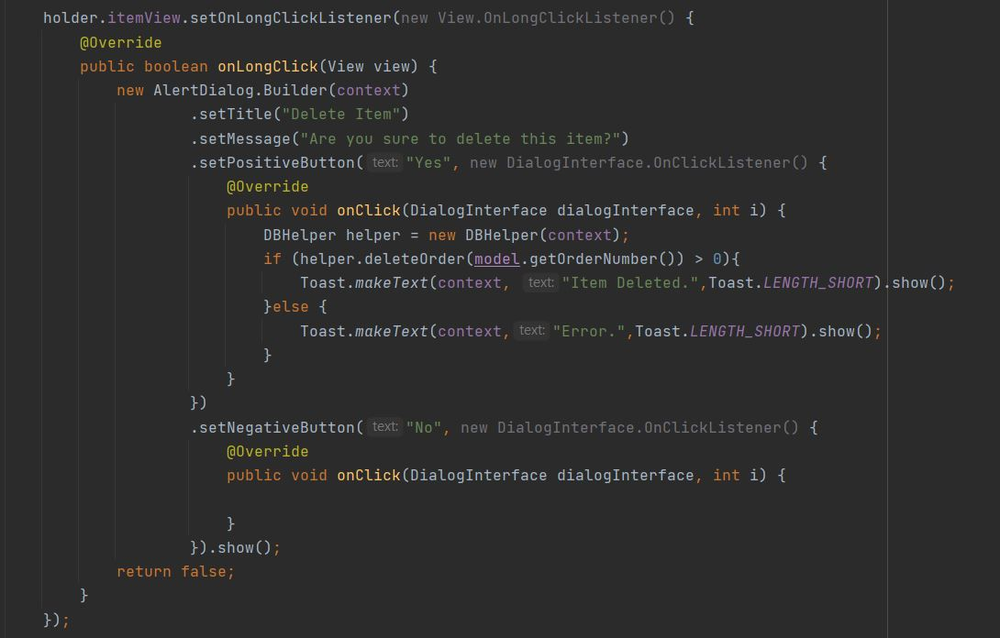 holder.itemView.setOnLongClickListener(new View.OnLongClickListener() {
@Override
public boolean onLongClick(View view) {
new AlertDialog.Builder(context)
.setTitle("Delete Item")
.setMessage("Are you sure to delete this item?")
.setPositiveButton( text: "Yes", new DialogInterface.OnClickListener() {
@Override
public void onClick(DialogInterface dialogInterface, int i) {
DBHelper helper = new DBHelper(context);
if (helper.deleteOrder(model.getOrderNumber()) > 0){
Toast.makeText(context, text: "Item Deleted.",Toast.LENGTH_SHORT).show();
}else {
Toast.makeText(context, text: "Error.",Toast.LENGTH_SHORT).show();
}
}
})
.setNegativeButton( text: "No", new DialogInterface.OnClickListener() {
@Override
public void onClick(DialogInterface dialogInterface, int i) {
}
}).show();
return false;
}
});